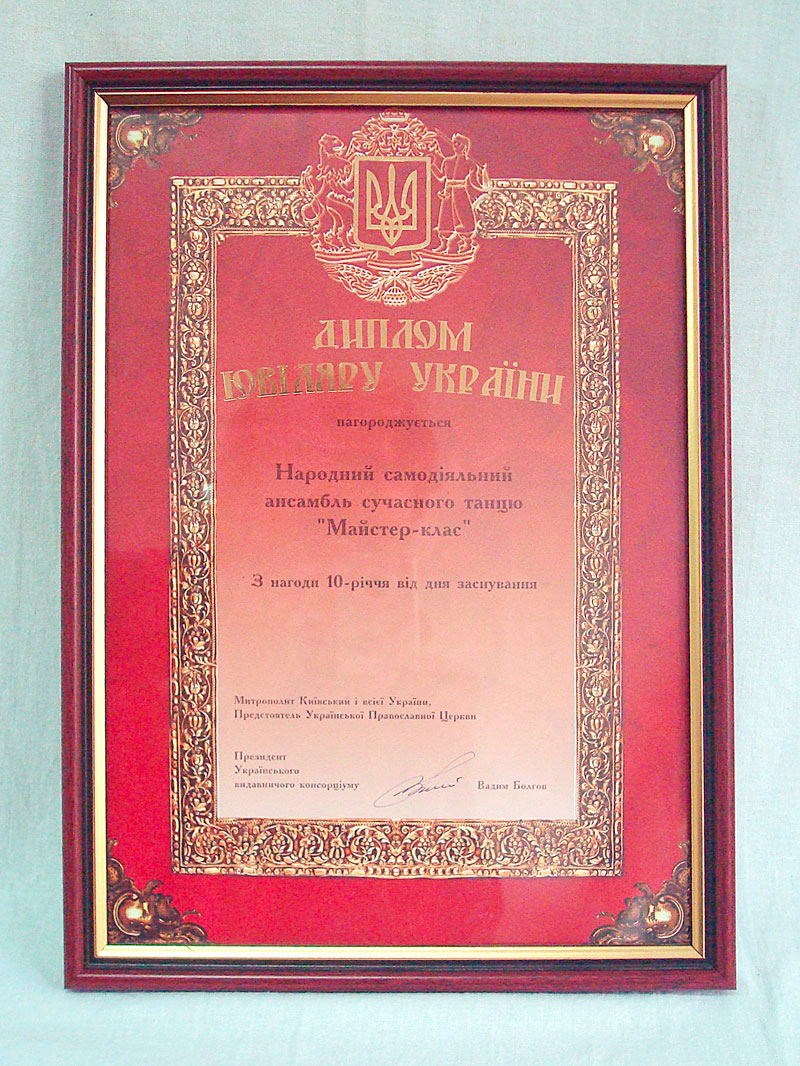 ДИПЛОМ
ЮВІЛЯРУ УКРАЇНИ
нагороджується
Народний самодіяльний
ансамбль сучасного танцю
"Майстер-клас"
З нагоди 10-річчя від дня заснування
Митрополит Київський і всієї України,
Предстоятель Української Православної Церкви
Президент
Українського
видавничого консорціуму
Вадим Болгов